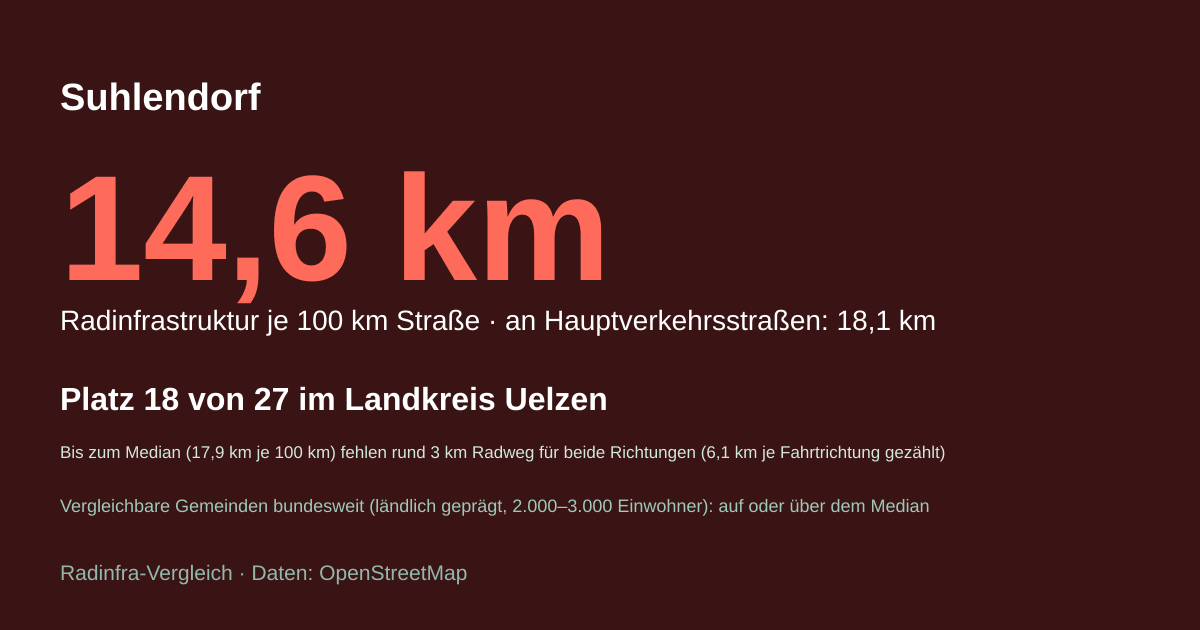 Suhlendorf
14,6 km
Radinfrastruktur je 100 km Straße · an Hauptverkehrsstraßen: 18,1 km
Platz 18 von 27 im Landkreis Uelzen
Bis zum Median (17,9 km je 100 km) fehlen rund 3 km Radweg für beide Richtungen (6,1 km je Fahrtrichtung gezählt)
Vergleichbare Gemeinden bundesweit (ländlich geprägt, 2.000–3.000 Einwohner): auf oder über dem Median
Radinfra-Vergleich · Daten: OpenStreetMap